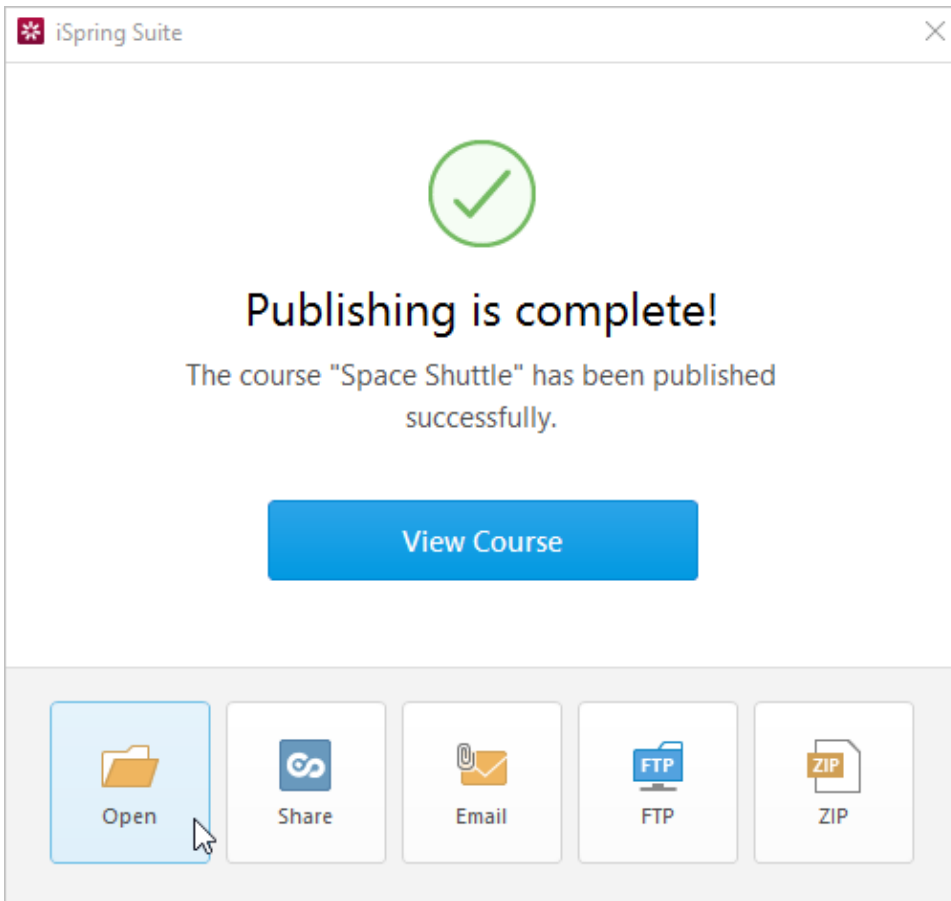 iSpring Suite
Publishing is complete!
The course "Space Shuttle" has been published
successfully.
View Course
Open
Share
Email
FTP
FTP
ZIP
ZIP